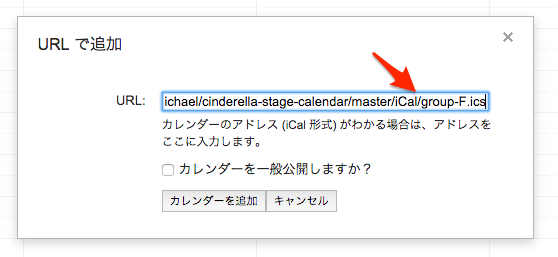 URL で追加
×
URL: ichael/cinderella-stage-calendar/master/iCal/group-F.ics
カレンダーのアドレス (iCal 形式) がわかる場合は、アドレスを
ここに入力します。
カレンダーを一般公開しますか？
カレンダーを追加 キャンセル